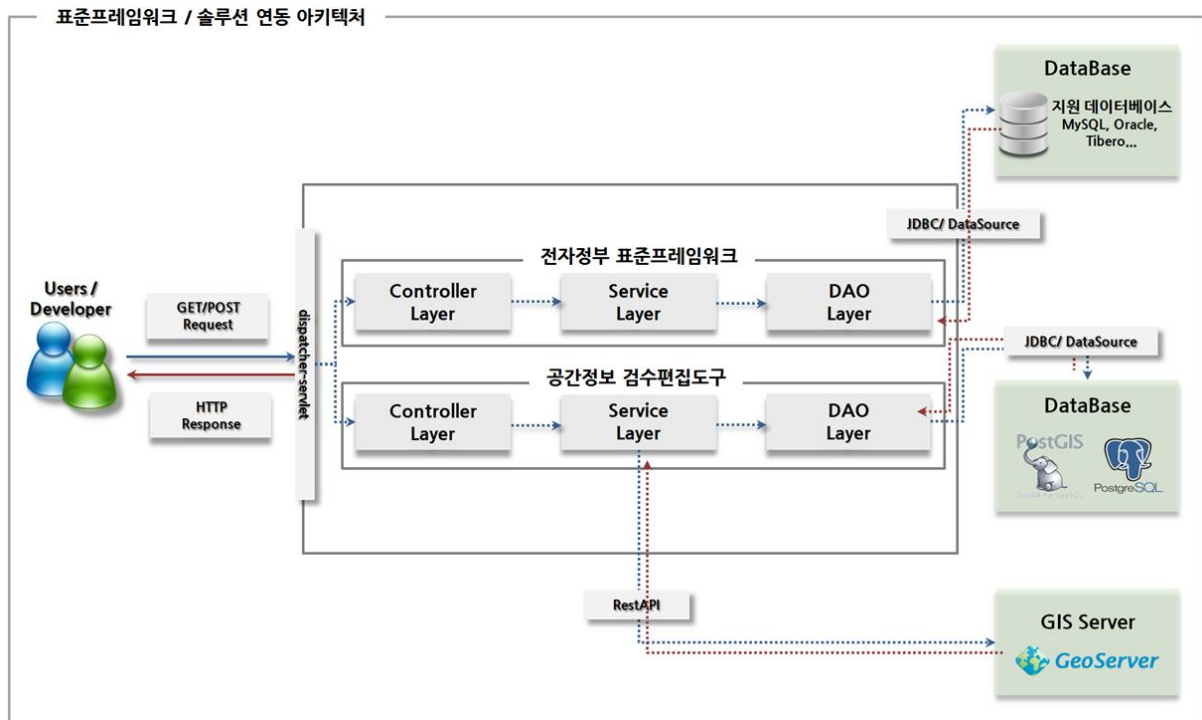 표준프레임워크 / 솔루션 연동 아키텍처
DataBase
지원 데이터베이스
MySQL, Oracle,
Tibero...
JDBC/ DataSource
전자정부 표준프레임워크
Users /
Developer
GET/POST
Request
dispatcher-servlet
Controller
Layer
Service
Layer
DAO
Layer
JDBC/ DataSource
공간정보 검수편집도구
HTTP
Response
Controller
Layer
Service
Layer
DAO
Layer
DataBase
PostGIS
PostgreSQL
RestAPI
GIS Server
GeoServer